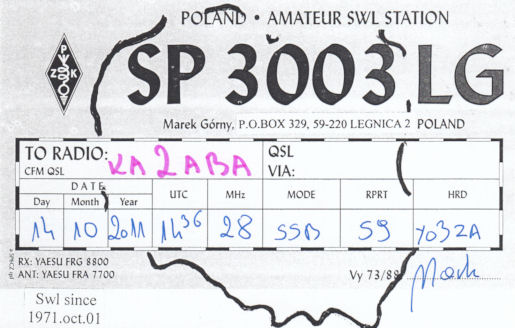 POLAND • AMATEUR SWL STATION
P Z K
SP 3003 LG
Marek Górny, P.O.BOX 329, 59-220 LEGNICA 2 POLAND
TO RADIO: KA2ABA QSL
CFM QSL VIA:
DATE UTC MHz MODE RPRT HRD
Day Month Year
14 10 2011 14 36 28 SSB 59 YO3ZA
RX: YAESU FRG 8800
ANT: YAESU FRA 7700 Vy 73/88 Mark
Swl since
1971.oct.01